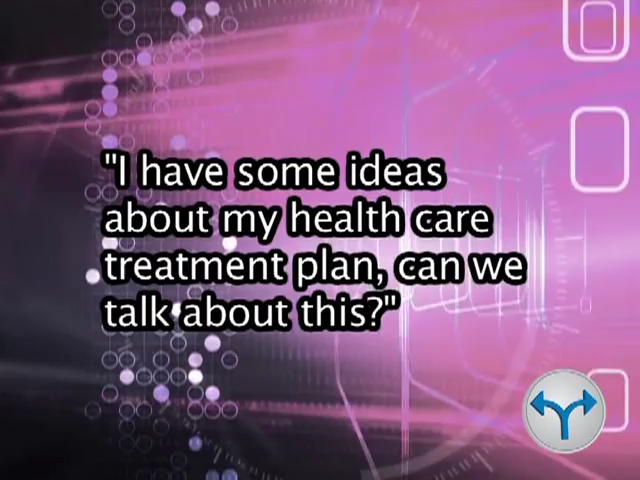 "I have some ideas
about my health care
treatment plan, can we
talk about this?"